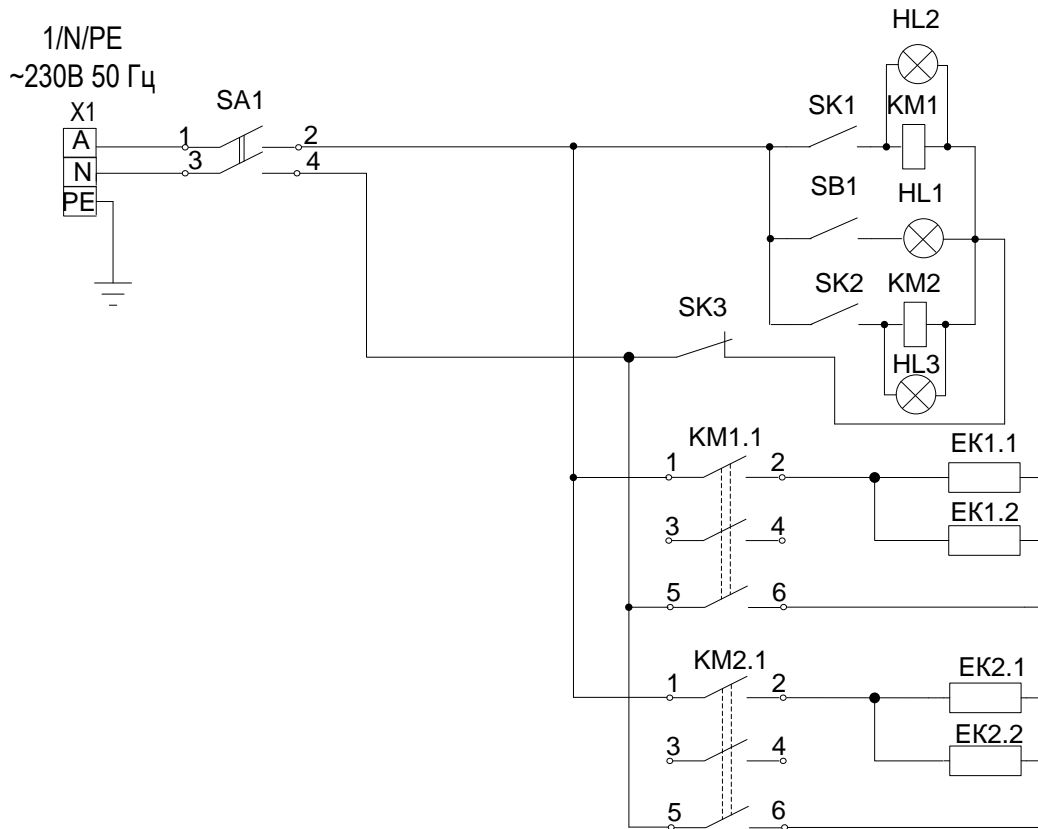 1/N/PE
~230В 50 Гц
X1
A
N
PE
SA1
1
2
3
4
HL2
SK1
KM1
SB1
HL1
SK2
KM2
HL3
SK3
KM1.1
1
2
3
4
5
6
EK1.1
EK1.2
KM2.1
1
2
3
4
5
6
EK2.1
EK2.2